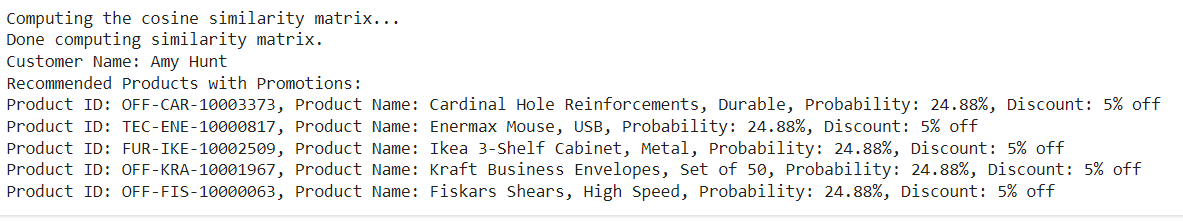 Computing the cosine similarity matrix...
Done computing similarity matrix.
Customer Name: Amy Hunt
Recommended Products with Promotions:
Product ID: OFF-CAR-10003373, Product Name: Cardinal Hole Reinforcements, Durable, Probability: 24.88%, Discount: 5% off
Product ID: TEC-ENE-10000817, Product Name: Enermax Mouse, USB, Probability: 24.88%, Discount: 5% off
Product ID: FUR-IKE-10002509, Product Name: Ikea 3-Shelf Cabinet, Metal, Probability: 24.88%, Discount: 5% off
Product ID: OFF-KRA-10001967, Product Name: Kraft Business Envelopes, Set of 50, Probability: 24.88%, Discount: 5% off
Product ID: OFF-FIS-10000063, Product Name: Fiskars Shears, High Speed, Probability: 24.88%, Discount: 5% off